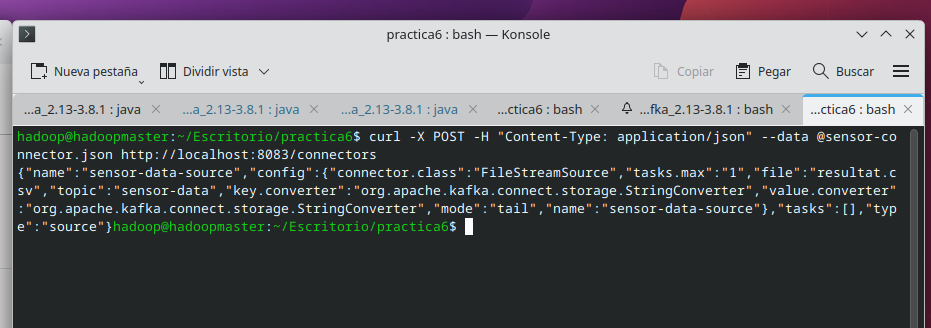 practica6 : bash — Konsole
Nueva pestaña
Dividir vista
Copiar
Pegar
Buscar
...a_2.13-3.8.1 : java
...a_2.13-3.8.1 : java
...a_2.13-3.8.1 : java
...ctica6 : bash
...fka_2.13-3.8.1 : bash
...ctica6 : bash
hadoop@hadoopmaster:~/Escritorio/practica6$ curl -X POST -H "Content-Type: application/json" --data @sensor-co
nnector.json http://localhost:8083/connectors
{"name":"sensor-data-source","config":{"connector.class":"FileStreamSource","tasks.max":"1","file":"resultat.c
sv","topic":"sensor-data","key.converter":"org.apache.kafka.connect.storage.StringConverter","value.converter"
:"org.apache.kafka.connect.storage.StringConverter","mode":"tail","name":"sensor-data-source"},"tasks":[],"typ
e":"source"}hadoop@hadoopmaster:~/Escritorio/practica6$